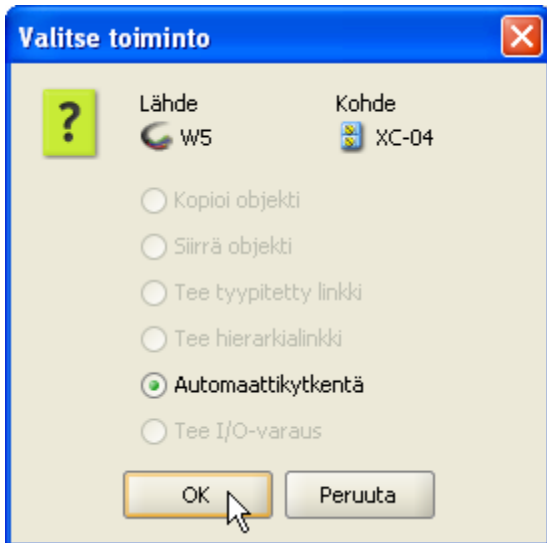 Valitse toiminto
Lähde Kohde
W5 XC-04
Kopioi objekti
Siirrä objekti
Tee tyypitetty linkki
Tee hierarkialinkki
Automaattikytkentä
Tee I/O-varaus
OK Peruuta